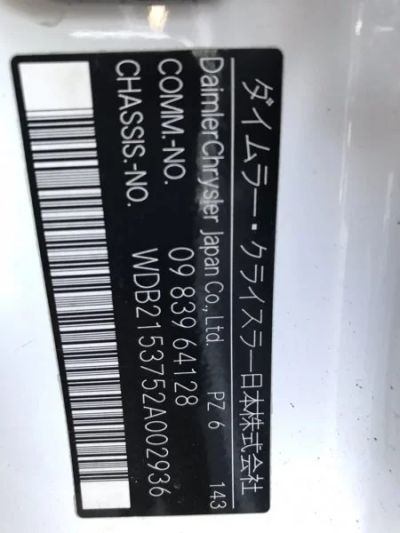 ダイムラー・クライスラー日本株式会社
DaimlerChrysler Japan Co., Ltd. PZ 6 143
COMM.-NO. 09 839 64128
CHASSIS.-NO. WDB2153752A002936